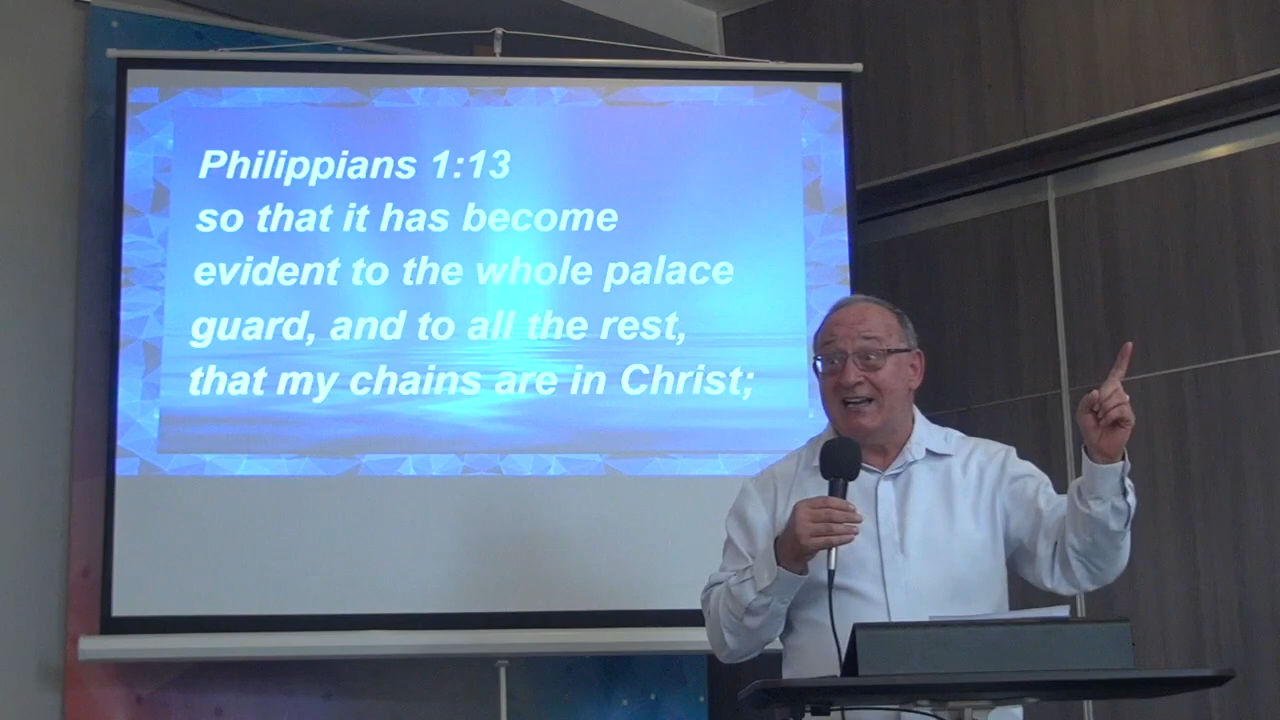 Philippians 1:13
so that it has become
evident to the whole palace
guard, and to all the rest,
that my chains are in Christ;